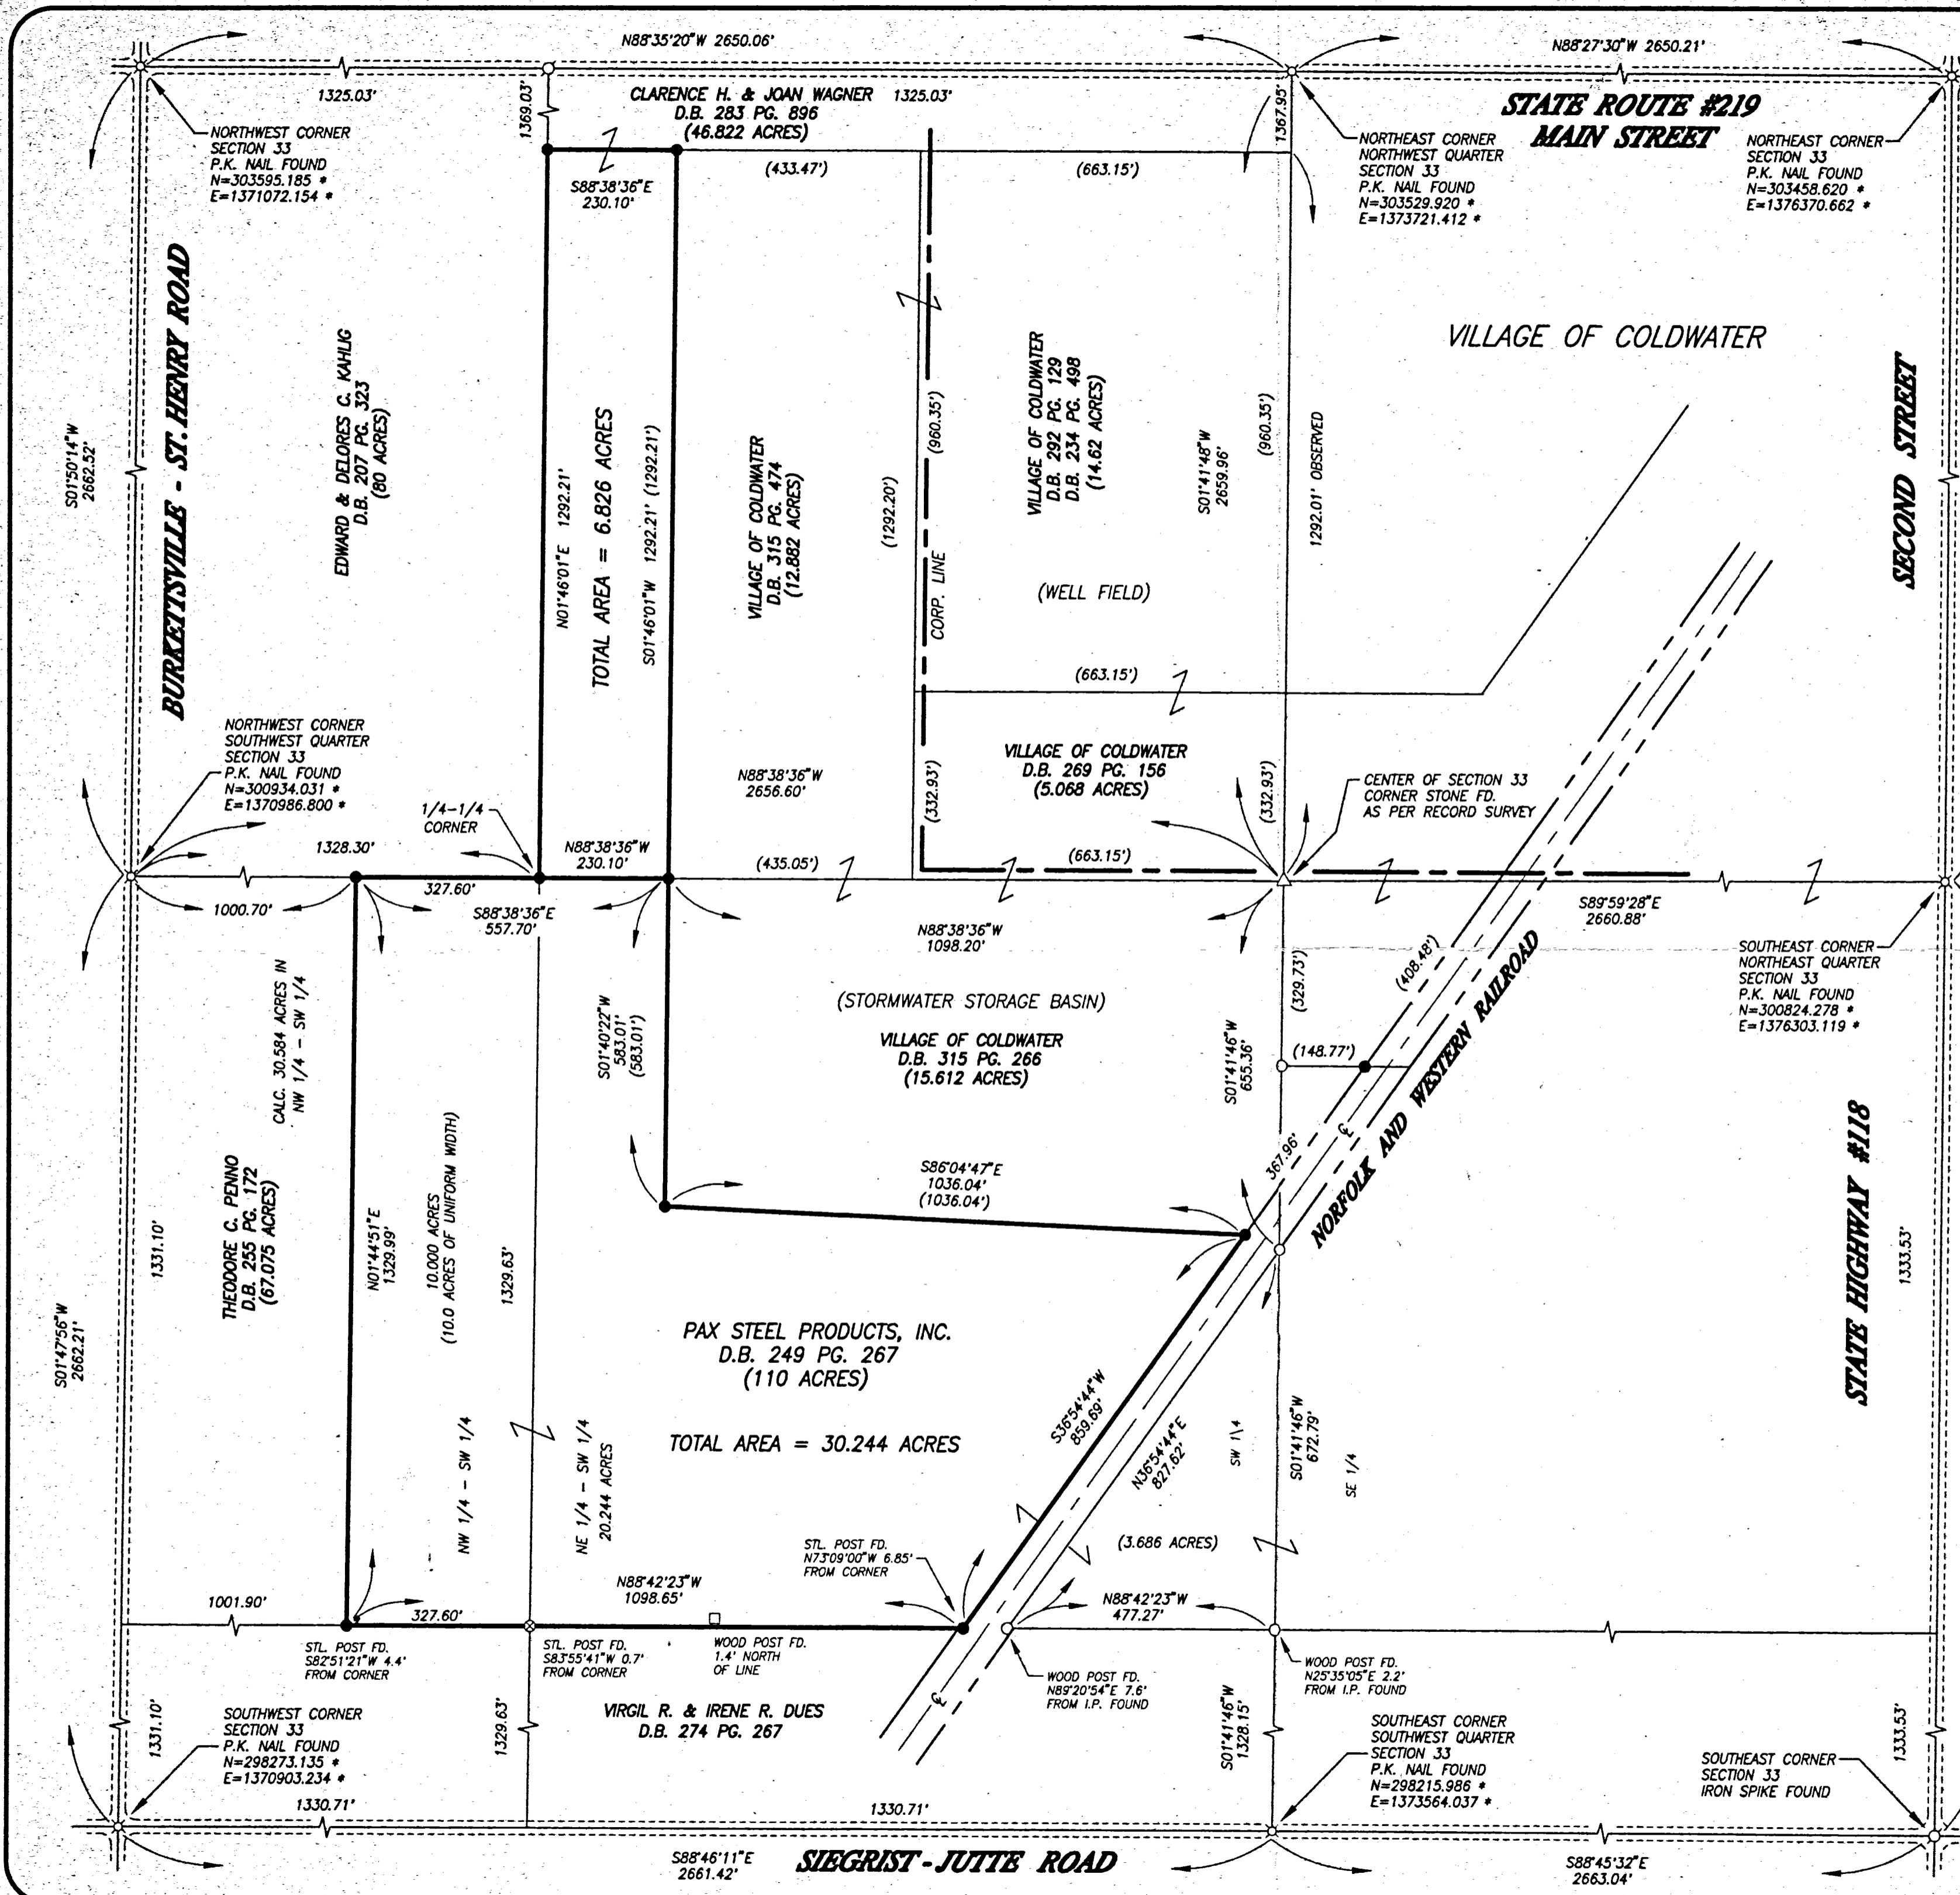 N88°35'20"W 2650.06'
N88°27'30"W 2650.21'
1325.03'
1369.03'
CLARENCE H. & JOAN WAGNER
D.B. 283 PG. 896
(46.822 ACRES)
1325.03'
1367.95'
STATE ROUTE #219
MAIN STREET
NORTHWEST CORNER
SECTION 33
P.K. NAIL FOUND
N=303595.185 *
E=1371072.154 *
NORTHEAST CORNER
NORTHWEST QUARTER
SECTION 33
P.K. NAIL FOUND
N=303529.920 *
E=1373721.412 *
NORTHEAST CORNER
SECTION 33
P.K. NAIL FOUND
N=303458.620 *
E=1376370.662 *
S88°38'36"E
230.10'
(433.47')
(663.15')
BURKETTSVILLE - ST. HENRY ROAD
S01°50'14"W
2662.52'
EDWARD & DELORES C. KAHLIG
D.B. 207 PG. 323
(80 ACRES)
N01°46'01"E 1292.21'
TOTAL AREA = 6.826 ACRES
S01°46'01"W 1292.21' (1292.21')
VILLAGE OF COLDWATER
D.B. 315 PG. 474
(12.882 ACRES)
(1292.20')
(960.35')
CORP. LINE
VILLAGE OF COLDWATER
D.B. 292 PG. 129
D.B. 234 PG. 498
(14.62 ACRES)
(WELL FIELD)
S01°41'48"W
2659.96'
(960.35')
1292.01' OBSERVED
VILLAGE OF COLDWATER
SECOND STREET
(663.15')
NORTHWEST CORNER
SOUTHWEST QUARTER
SECTION 33
P.K. NAIL FOUND
N=300934.031 *
E=1370986.800 *
1/4-1/4
CORNER
N88°38'36"W
2656.60'
(332.93')
VILLAGE OF COLDWATER
D.B. 269 PG. 156
(5.068 ACRES)
(332.93')
CENTER OF SECTION 33
CORNER STONE FD.
AS PER RECORD SURVEY
1328.30'
N88°38'36"W
230.10'
(435.05')
(663.15')
1000.70'
327.60'
S88°38'36"E
557.70'
N88°38'36"W
1098.20'
S89°59'28"E
2660.88'
SOUTHEAST CORNER
NORTHEAST QUARTER
SECTION 33
P.K. NAIL FOUND
N=300824.278 *
E=1376303.119 *
CALC. 30.584 ACRES IN
NW 1/4 - SW 1/4
S01°40'22"W
583.01'
(583.01')
(STORMWATER STORAGE BASIN)
VILLAGE OF COLDWATER
D.B. 315 PG. 266
(15.612 ACRES)
S01°41'46"W
655.36'
(329.73')
(408.48')
(148.77')
367.96'
℄
NORFOLK AND WESTERN RAILROAD
STATE HIGHWAY #118
1333.53'
S01°47'56"W
2662.21'
1331.10'
THEODORE C. PENNO
D.B. 255 PG. 172
(67.075 ACRES)
N01°44'51"E
1329.99'
10.000 ACRES
(10.0 ACRES OF UNIFORM WIDTH)
1329.63'
S86°04'47"E
1036.04'
(1036.04')
PAX STEEL PRODUCTS, INC.
D.B. 249 PG. 267
(110 ACRES)
TOTAL AREA = 30.244 ACRES
NW 1/4 - SW 1/4
NE 1/4 - SW 1/4
20.244 ACRES
S36°54'44"W
859.69'
N36°54'44"E
827.62'
SW 1\4
S01°41'46"W
672.79'
SE 1/4
(3.686 ACRES)
STL. POST FD.
N73°09'00"W 6.85'
FROM CORNER
1001.90'
327.60'
N88°42'23"W
1098.65'
N88°42'23"W
477.27'
STL. POST FD.
S82°51'21"W 4.4'
FROM CORNER
STL. POST FD.
S83°55'41"W 0.7'
FROM CORNER
WOOD POST FD.
1.4' NORTH
OF LINE
WOOD POST FD.
N89°20'54"E 7.6'
FROM I.P. FOUND
WOOD POST FD.
N25°35'05"E 2.2'
FROM I.P. FOUND
VIRGIL R. & IRENE R. DUES
D.B. 274 PG. 267
℄
1331.10'
SOUTHWEST CORNER
SECTION 33
P.K. NAIL FOUND
N=298273.135 *
E=1370903.234 *
1329.63'
S01°41'46"W
1328.15'
SOUTHEAST CORNER
SOUTHWEST QUARTER
SECTION 33
P.K. NAIL FOUND
N=298215.986 *
E=1373564.037 *
SOUTHEAST CORNER
SECTION 33
IRON SPIKE FOUND
1333.53'
1330.71'
1330.71'
S88°46'11"E
2661.42'
SIEGRIST - JUTTE ROAD
S88°45'32"E
2663.04'